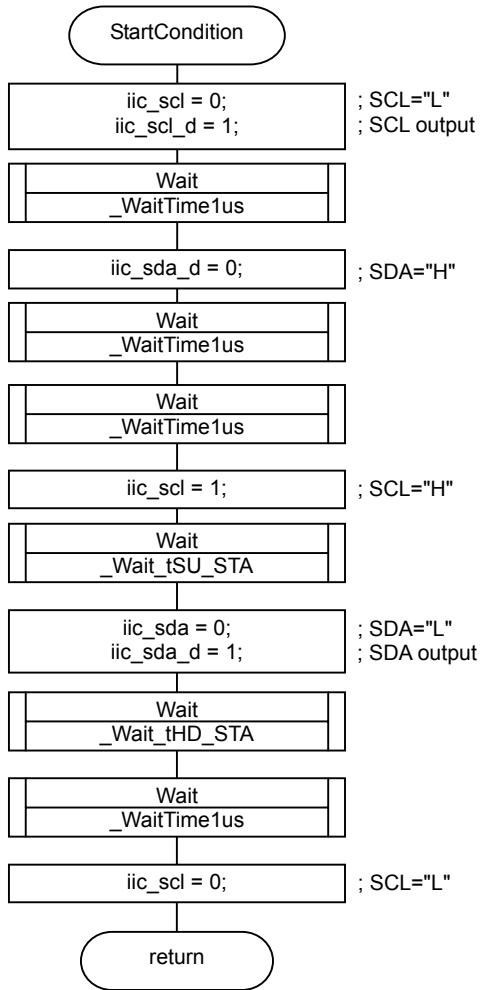 StartCondition
iic_scl = 0; ; SCL="L"
iic_scl_d = 1; ; SCL output
Wait
_WaitTime1us
iic_sda_d = 0; ; SDA="H"
Wait
_WaitTime1us
Wait
_WaitTime1us
iic_scl = 1; ; SCL="H"
Wait
_Wait_tSU_STA
iic_sda = 0; ; SDA="L"
iic_sda_d = 1; ; SDA output
Wait
_Wait_tHD_STA
Wait
_WaitTime1us
iic_scl = 0; ; SCL="L"
return